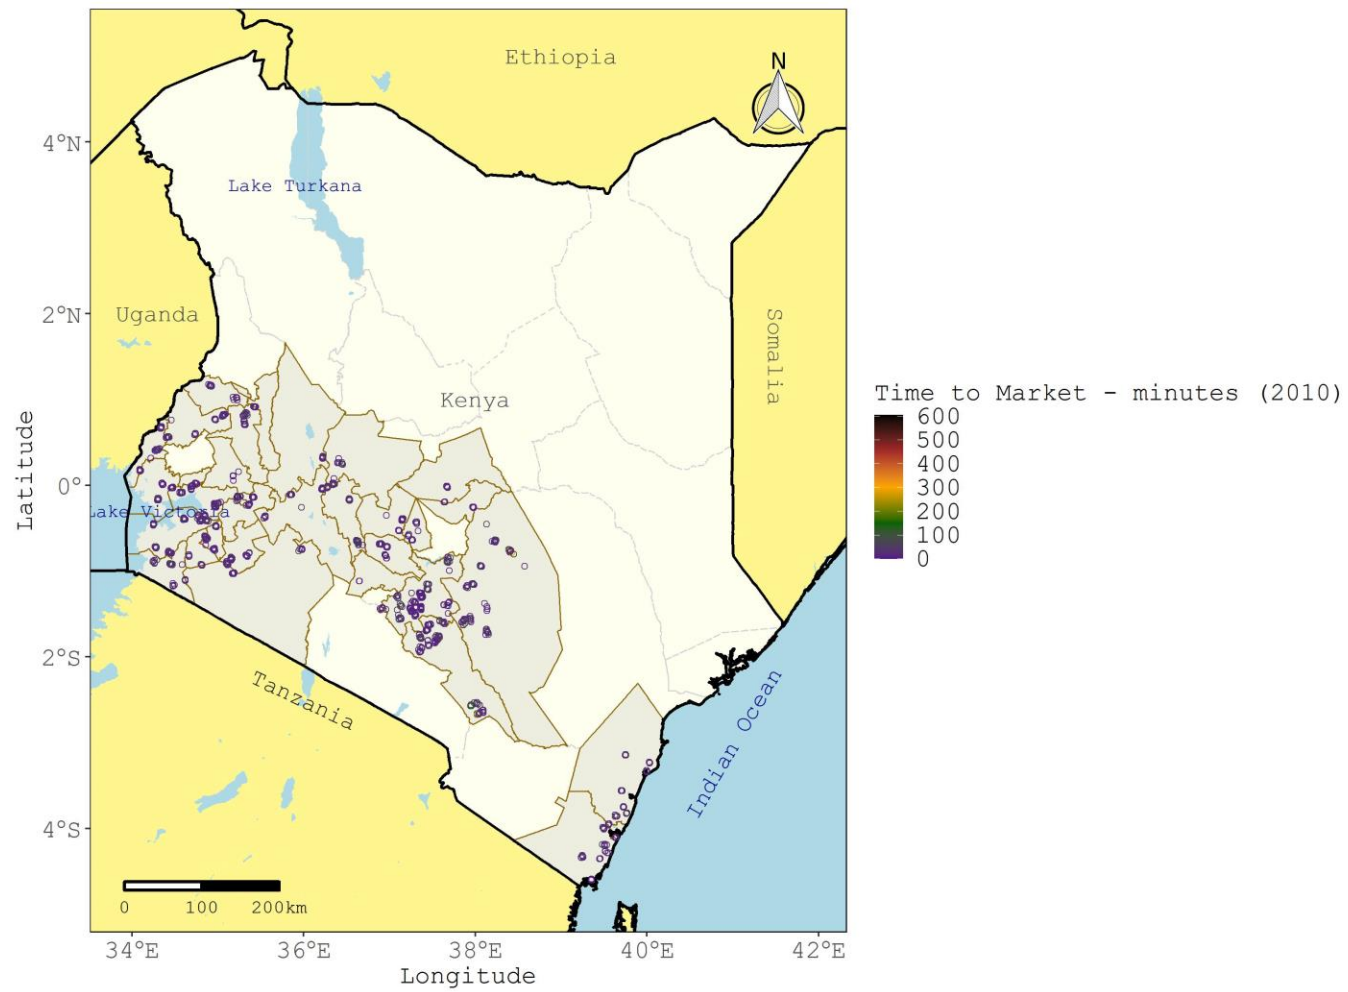 Ethiopia
N
4°N
Lake Turkana
2°N
Uganda
Somalia
Kenya
Time to Market - minutes (2010)
600
500
400
300
200
100
0
Latitude
0°
Lake Victoria
2°S
Tanzania
Indian Ocean
4°S
0 100 200km
34°E 36°E 38°E 40°E 42°E
Longitude